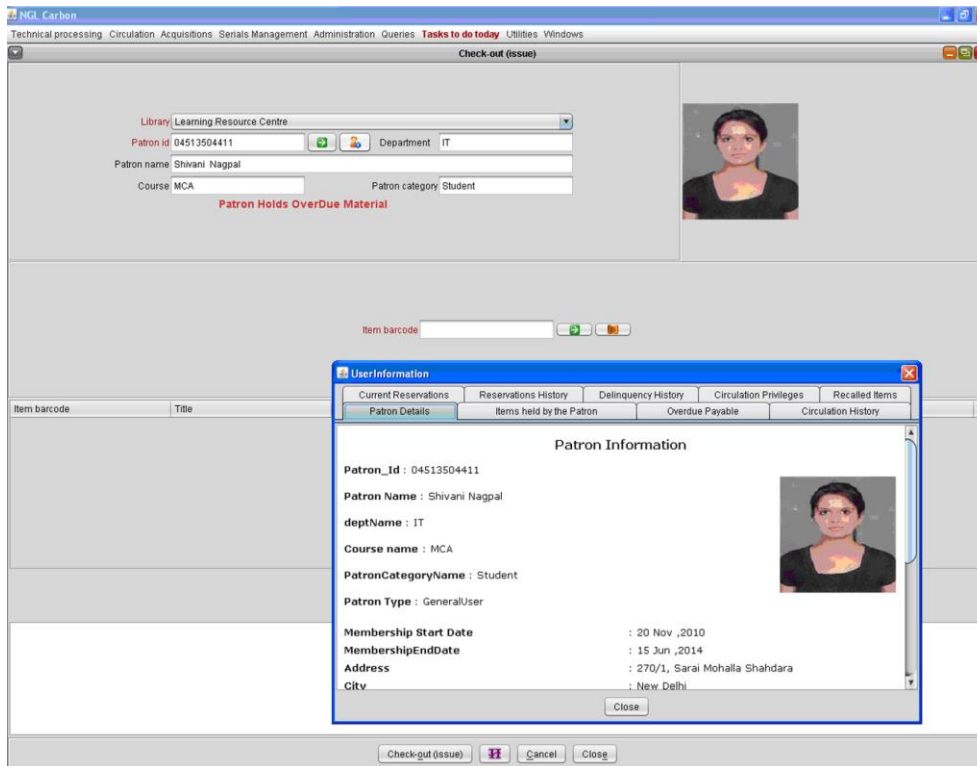 NGL Carbon
Technical processing Circulation Acquisitions Serials Management Administration Queries Tasks to do today Utilities Windows
Check-out (issue)
Library Learning Resource Centre
Patron id 04513504411 Department IT
Patron name Shivani Nagpal
Course MCA Patron category Student
Patron Holds OverDue Material
Item barcode
Item barcode Title
UserInformation
Current Reservations Reservations History Delinquency History Circulation Privileges Recalled Items
Patron Details Items held by the Patron Overdue Payable Circulation History
Patron Information
Patron_Id : 04513504411
Patron Name : Shivani Nagpal
deptName : IT
Course name : MCA
PatronCategoryName : Student
Patron Type : GeneralUser
Membership Start Date : 20 Nov ,2010
MembershipEndDate : 15 Jun ,2014
Address : 270/1, Sarai Mohalla Shahdara
City : New Delhi
Close
Check-out (issue) Cancel Close